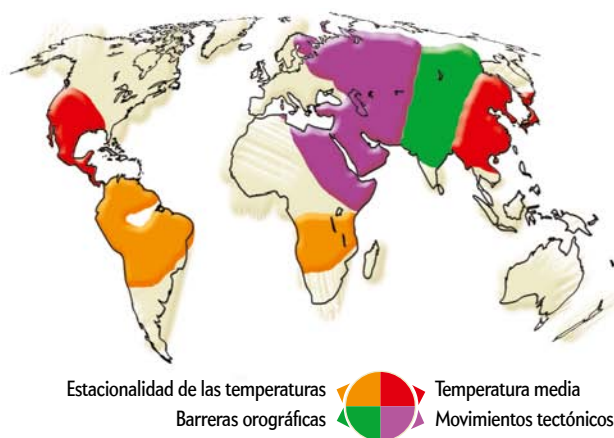 Estacionalidad de las temperaturas
Temperatura media
Barreras orográficas
Movimientos tectónicos